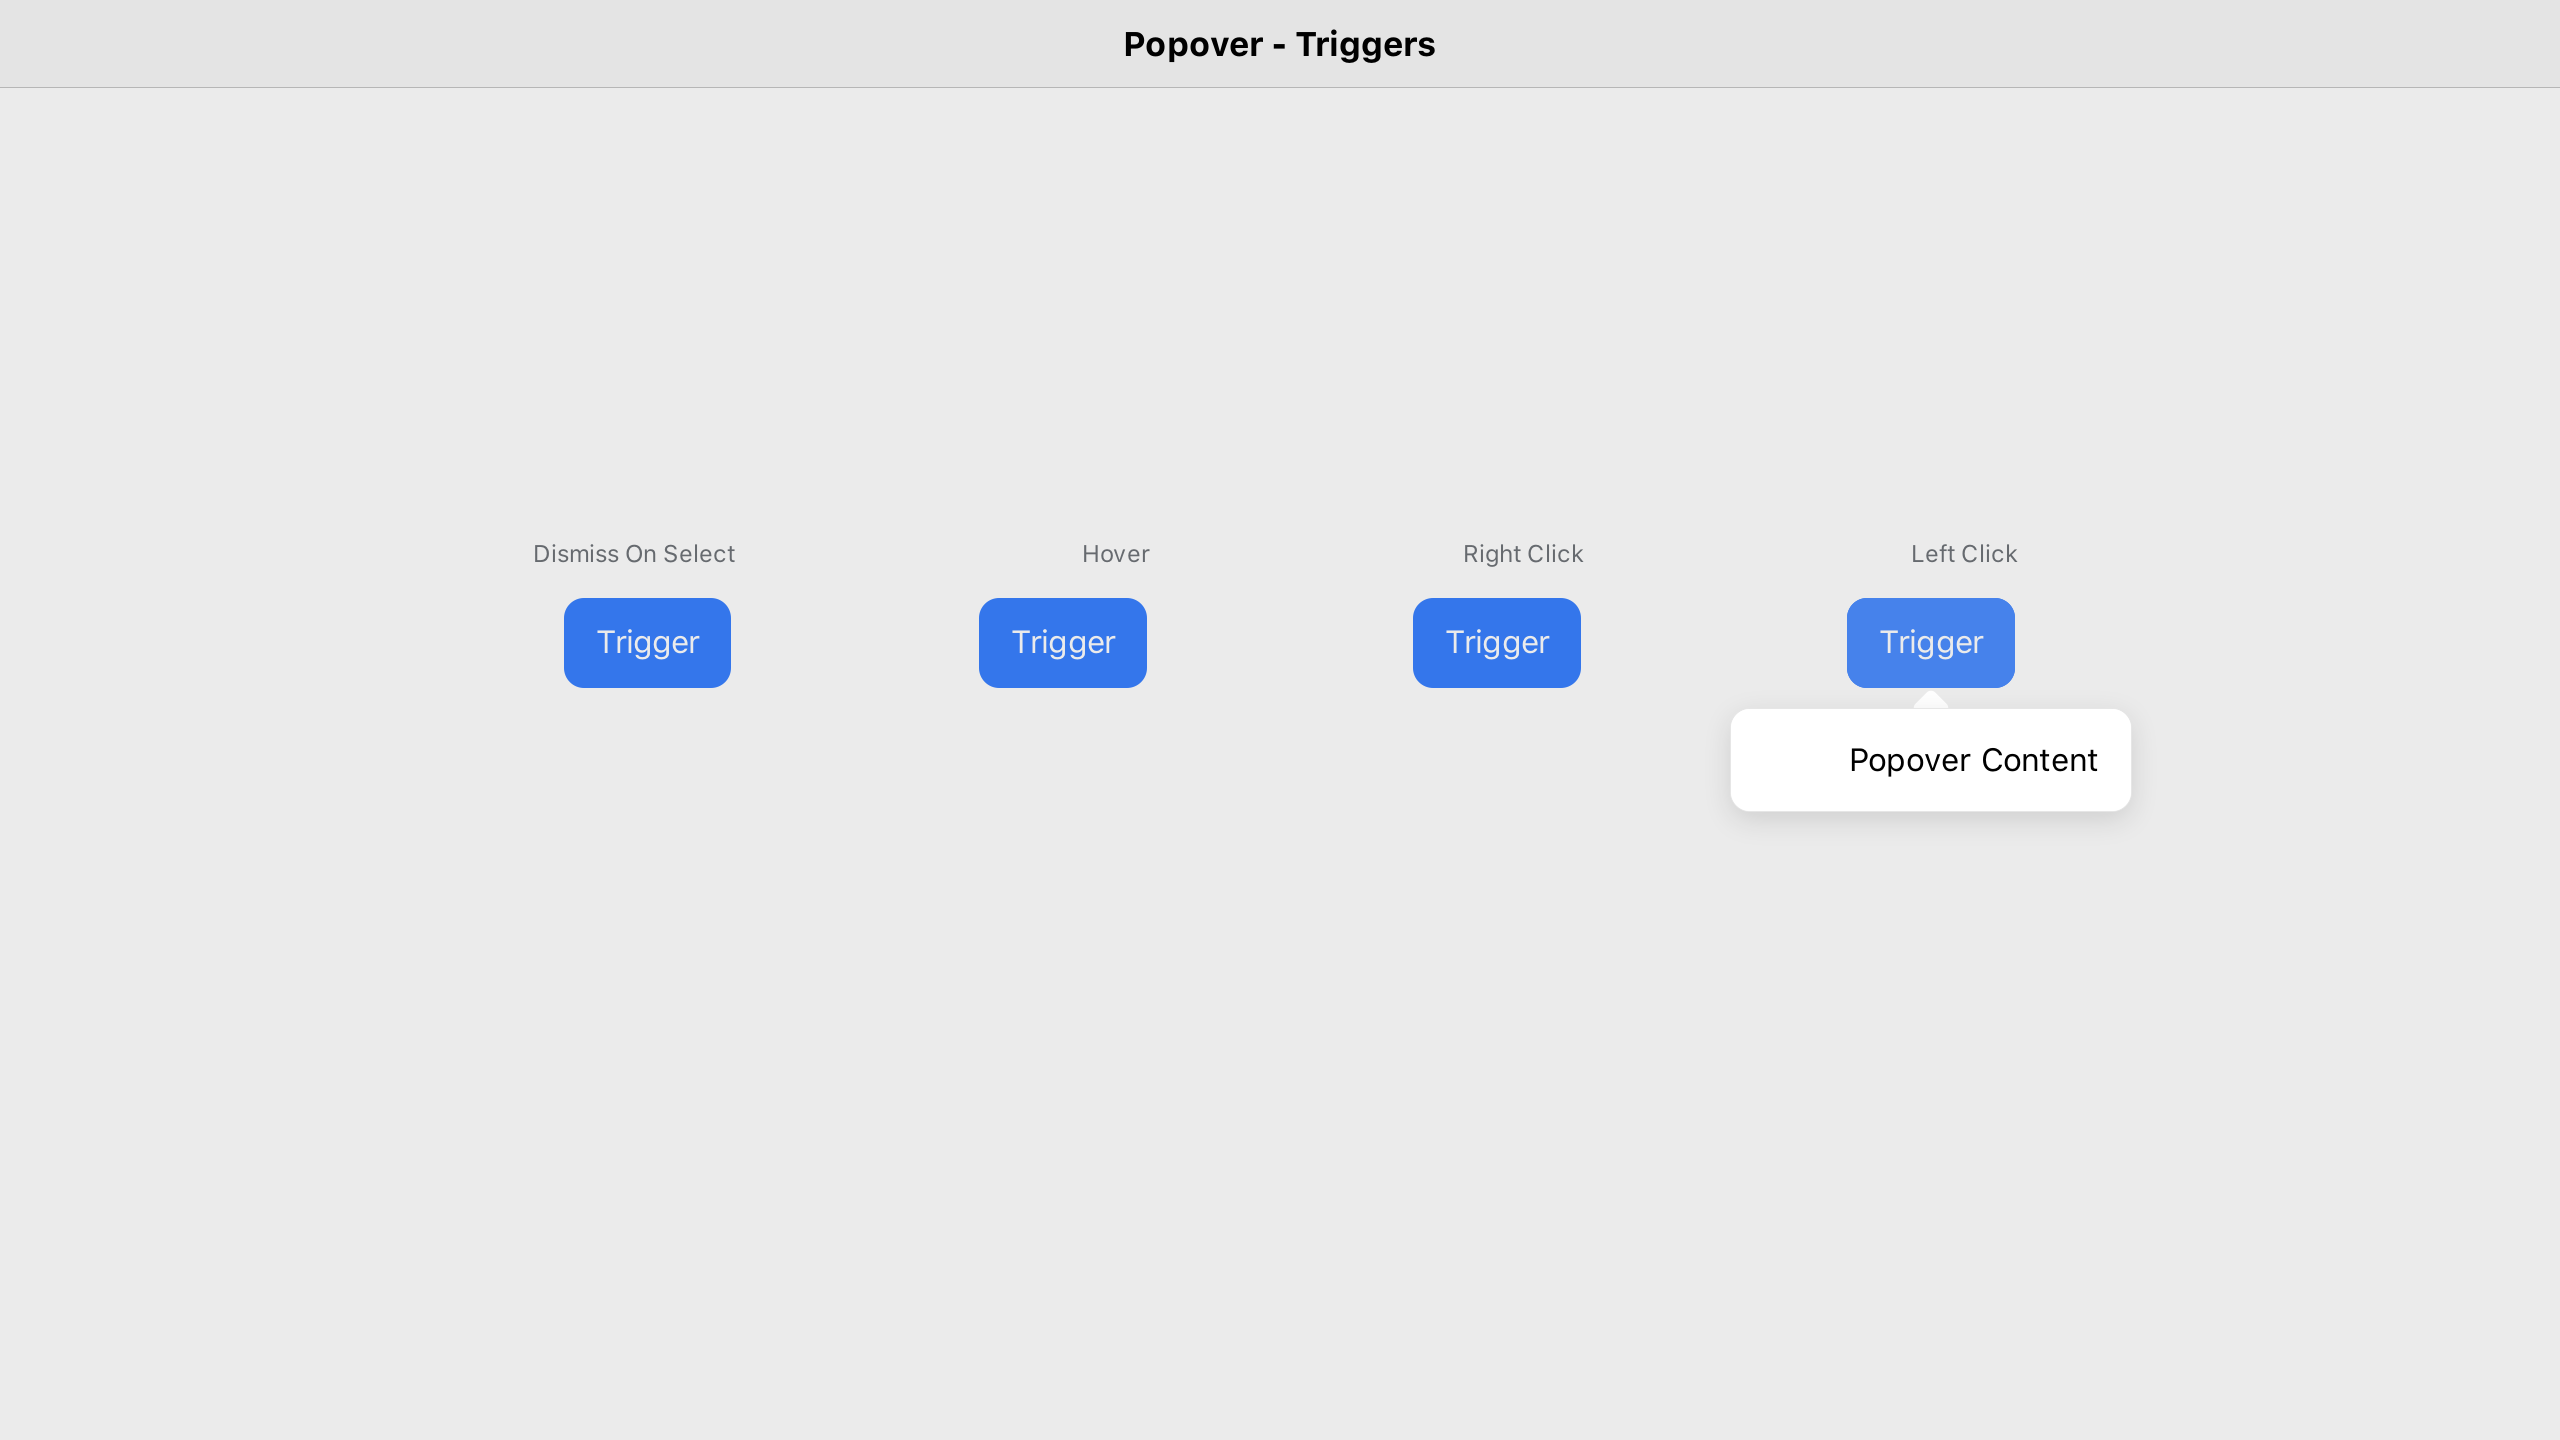 Popover - Triggers
Dismiss On Select
Hover
Right Click
Left Click
Trigger
Trigger
Trigger
Trigger
Popover Content